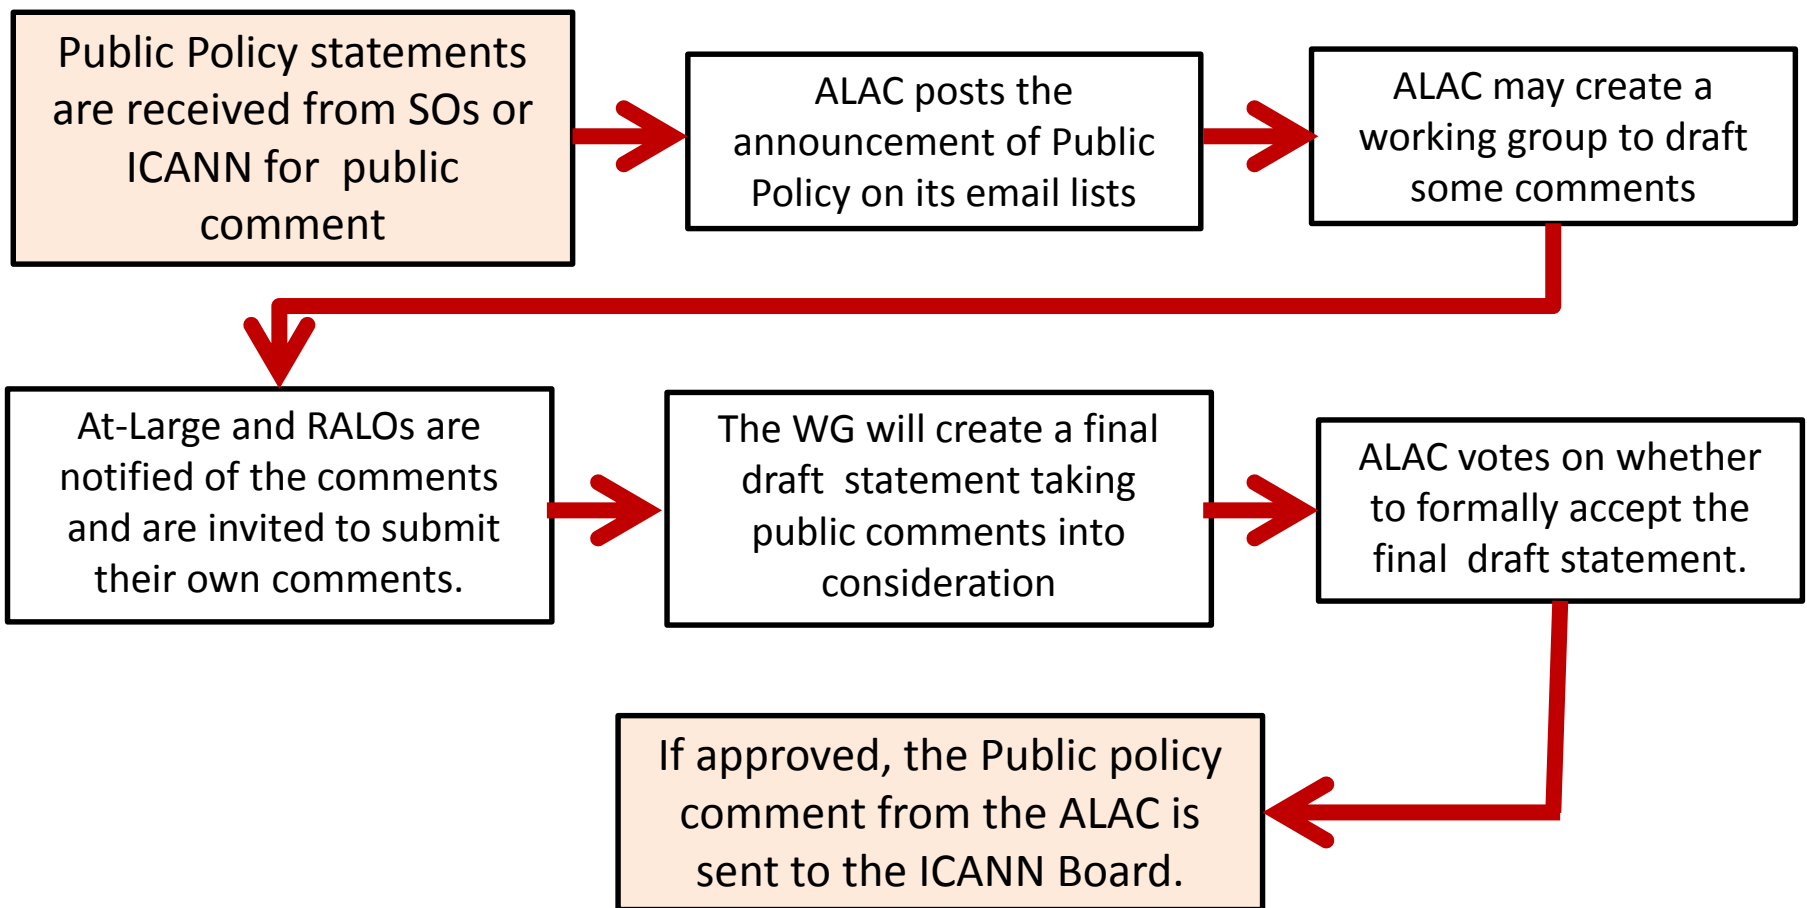 Public Policy statements
are received from SOs or
ICANN for public
comment
ALAC posts the
announcement of Public
Policy on its email lists
ALAC may create a
working group to draft
some comments
At-Large and RALOs are
notified of the comments
and are invited to submit
their own comments.
The WG will create a final
draft statement taking
public comments into
consideration
ALAC votes on whether
to formally accept the
final draft statement.
If approved, the Public policy
comment from the ALAC is
sent to the ICANN Board.